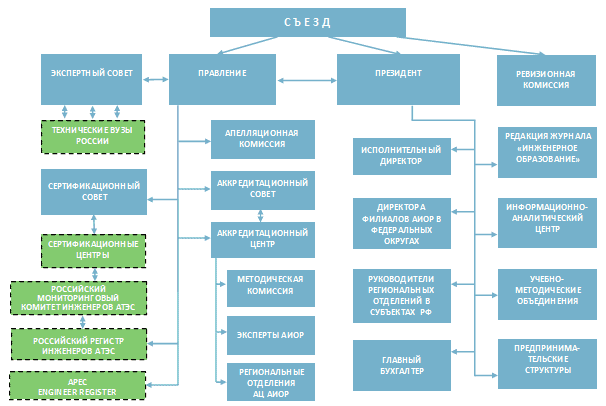 СЪЕЗД
ЭКСПЕРТНЫЙ СОВЕТ
ПРАВЛЕНИЕ
ПРЕЗИДЕНТ
РЕВИЗИОННАЯ
КОМИССИЯ
ТЕХНИЧЕСКИЕ ВУЗЫ
РОССИИ
АПЕЛЛЯЦИОННАЯ
КОМИССИЯ
ИСПОЛНИТЕЛЬНЫЙ
ДИРЕКТОР
РЕДАКЦИЯ ЖУРНАЛА
«ИНЖЕНЕРНОЕ
ОБРАЗОВАНИЕ»
СЕРТИФИКАЦИОННЫЙ
СОВЕТ
АККРЕДИТАЦИОННЫЙ
СОВЕТ
ДИРЕКТОРА
ФИЛИАЛОВ АИОР В
ФЕДЕРАЛЬНЫХ
ОКРУГАХ
ИНФОРМАЦИОННО-
АНАЛИТИЧЕСКИЙ
ЦЕНТР
СЕРТИФИКАЦИОННЫЕ
ЦЕНТРЫ
АККРЕДИТАЦИОННЫЙ
ЦЕНТР
РОССИЙСКИЙ
МОНИТОРИНГОВЫЙ
КОМИТЕТ ИНЖЕНЕРОВ АТЭС
МЕТОДИЧЕСКАЯ
КОМИССИЯ
РУКОВОДИТЕЛИ
РЕГИОНАЛЬНЫХ
ОТДЕЛЕНИЙ В
СУБЪЕКТАХ РФ
УЧЕБНО-
МЕТОДИЧЕСКИЕ
ОБЪЕДИНЕНИЯ
РОССИЙСКИЙ РЕГИСТР
ИНЖЕНЕРОВ АТЭС
ЭКСПЕРТЫ АИОР
ГЛАВНЫЙ
БУХГАЛТЕР
ПРЕДПРИНИМА-
ТЕЛЬСКИЕ
СТРУКТУРЫ
APEC
ENGINEER REGISTER
РЕГИОНАЛЬНЫЕ
ОТДЕЛЕНИЯ
АЦ АИОР